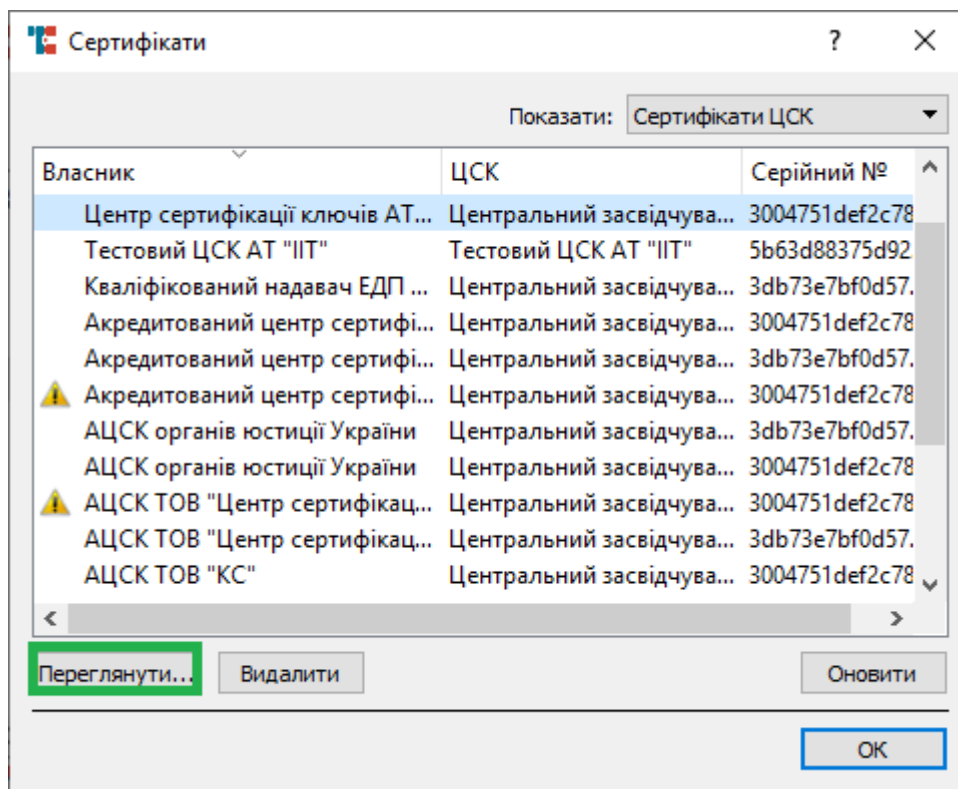 Сертифікати
Показати: Сертифікати ЦСК
Власник ЦСК Серійний №
Центр сертифікації ключів АТ... Центральний засвідчува... 3004751def2c78
Тестовий ЦСК АТ "ІІТ" Тестовий ЦСК АТ "ІІТ" 5b63d88375d92
Кваліфікований надавач ЕДП ... Центральний засвідчува... 3db73e7bf0d57.
Акредитований центр сертифі... Центральний засвідчува... 3004751def2c78
Акредитований центр сертифі... Центральний засвідчува... 3db73e7bf0d57.
Акредитований центр сертифі... Центральний засвідчува... 3004751def2c78
АЦСК органів юстиції України Центральний засвідчува... 3db73e7bf0d57.
АЦСК органів юстиції України Центральний засвідчува... 3004751def2c78
АЦСК ТОВ "Центр сертифікац... Центральний засвідчува... 3004751def2c78
АЦСК ТОВ "Центр сертифікац... Центральний засвідчува... 3db73e7bf0d57.
АЦСК ТОВ "КС" Центральний засвідчува... 3004751def2c78
Переглянути... Видалити Оновити
ОК